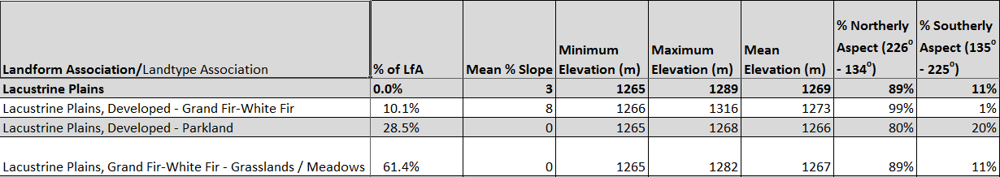 Landform Association/Landtype Association % of LfA Mean % Slope Minimum Elevation (m) Maximum Elevation (m) Mean Elevation (m) % Northerly Aspect (226° - 134°) % Southerly Aspect (135° - 225°)
Lacustrine Plains 0.0% 3 1265 1289 1269 89% 11%
Lacustrine Plains, Developed - Grand Fir-White Fir 10.1% 8 1266 1316 1273 99% 1%
Lacustrine Plains, Developed - Parkland 28.5% 0 1265 1268 1266 80% 20%
Lacustrine Plains, Grand Fir-White Fir - Grasslands / Meadows 61.4% 0 1265 1282 1267 89% 11%